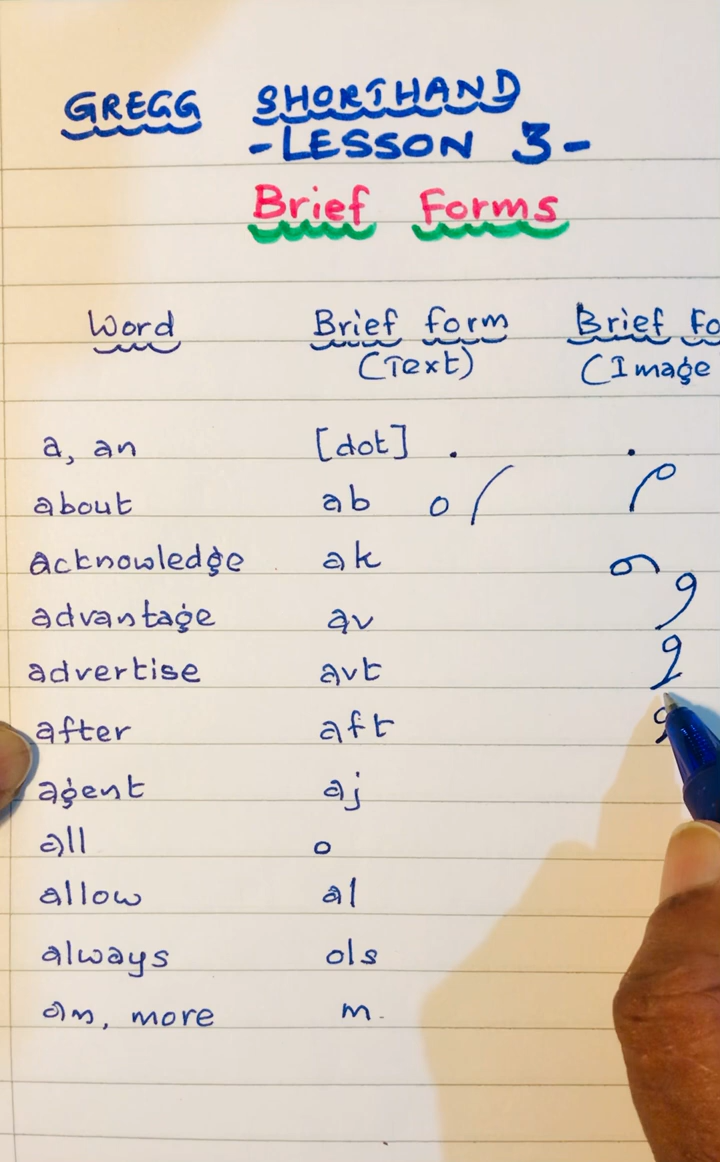 GREGG SHORTHAND
-LESSON 3-
Brief Forms
Word Brief form Brief Fo
(Text) (Image
a, an [dot] .
about ab
acknowledge ak
advantage av
advertise avt
after aft
agent aj
all o
allow al
always ols
am, more m.